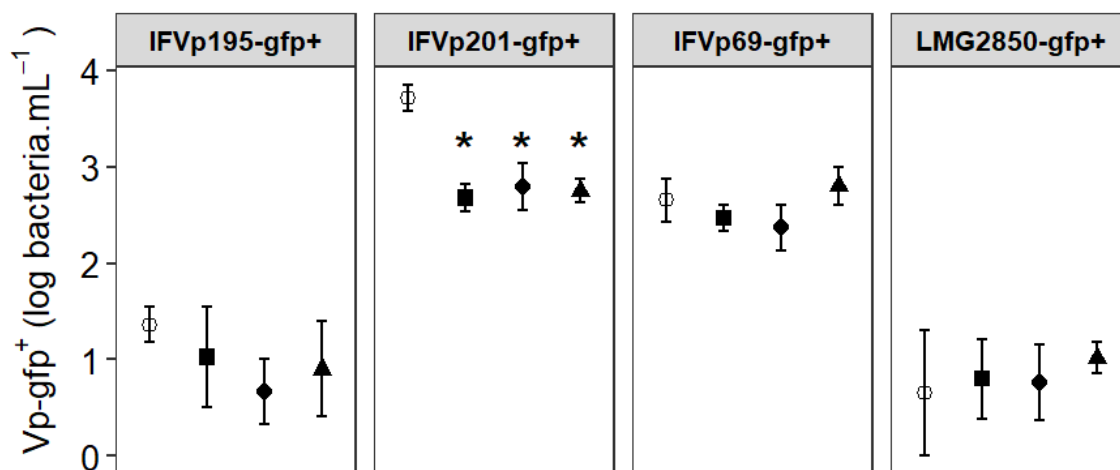 IFVp195-gfp+ IFVp201-gfp+ IFVp69-gfp+ LMG2850-gfp+
Vp-gfp⁺ (log bacteria.mL⁻¹ )
4
3
2
1
0
* * *